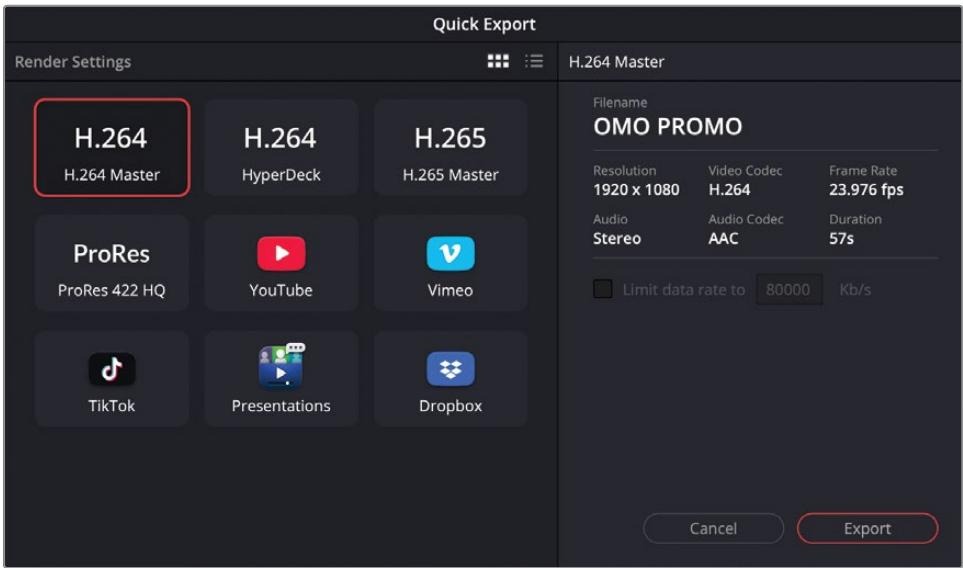 Quick Export
Render Settings
H.264 Master
H.264
H.264 Master
H.264
HyperDeck
H.265
H.265 Master
ProRes
ProRes 422 HQ
YouTube
Vimeo
TikTok
Presentations
Dropbox
Filename
OMO PROMO
Resolution Video Codec Frame Rate
1920 x 1080 H.264 23.976 fps
Audio Audio Codec Duration
Stereo AAC 57s
Limit data rate to 80000 Kb/s
Cancel Export